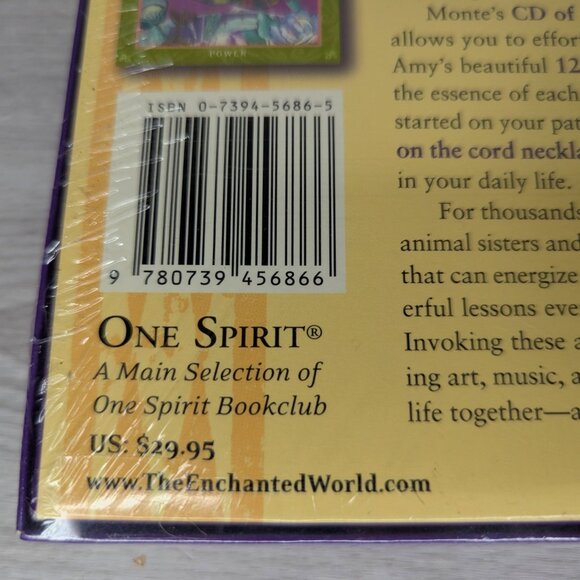 POWER
ISBN 0-7394-5686-5
9 780739 456866
ONE SPIRIT®
A Main Selection of
One Spirit Bookclub
US: $29.95
www.TheEnchantedWorld.com
Monte's CD of
allows you to effor
Amy's beautiful 12
the essence of each
started on your pat
on the cord neckla
in your daily life.
For thousands
animal sisters and
that can energize
erful lessons eve
Invoking these a
ing art, music, a
life together—a